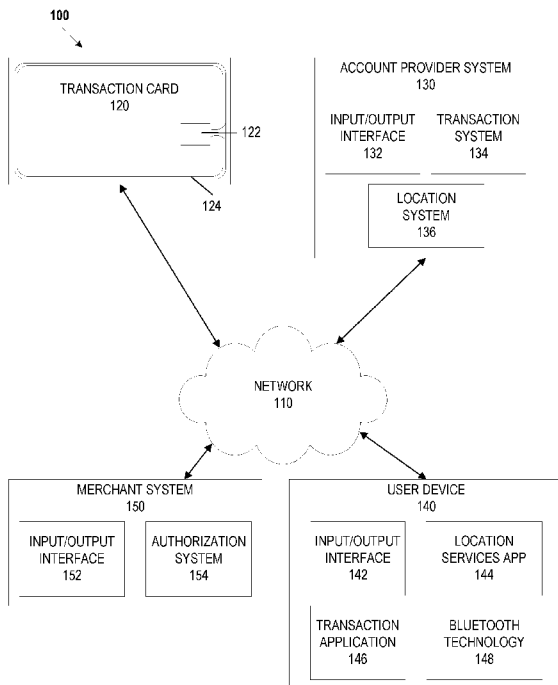 100
TRANSACTION CARD
120
122
124
ACCOUNT PROVIDER SYSTEM
130
INPUT/OUTPUT
INTERFACE
132
TRANSACTION
SYSTEM
134
LOCATION
SYSTEM
136
NETWORK
110
MERCHANT SYSTEM
150
INPUT/OUTPUT
INTERFACE
152
AUTHORIZATION
SYSTEM
154
USER DEVICE
140
INPUT/OUTPUT
INTERFACE
142
LOCATION
SERVICES APP
144
TRANSACTION
APPLICATION
146
BLUETOOTH
TECHNOLOGY
148